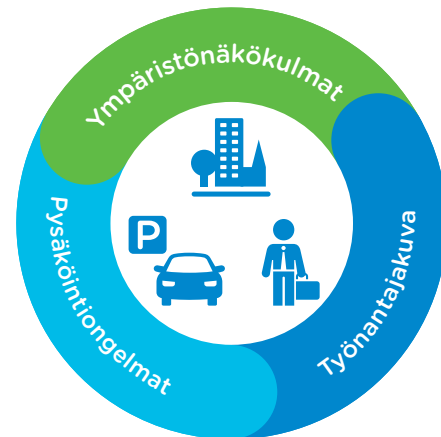 Ympäristönäkökulmat
Työnantajakuva
Pysäköintiongelmat
P